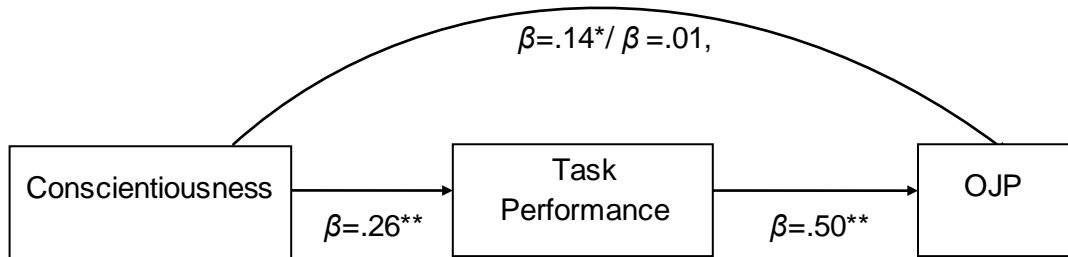 β=.14*/ β =.01,
Conscientiousness
Task
Performance
OJP
β=.26**
β=.50**